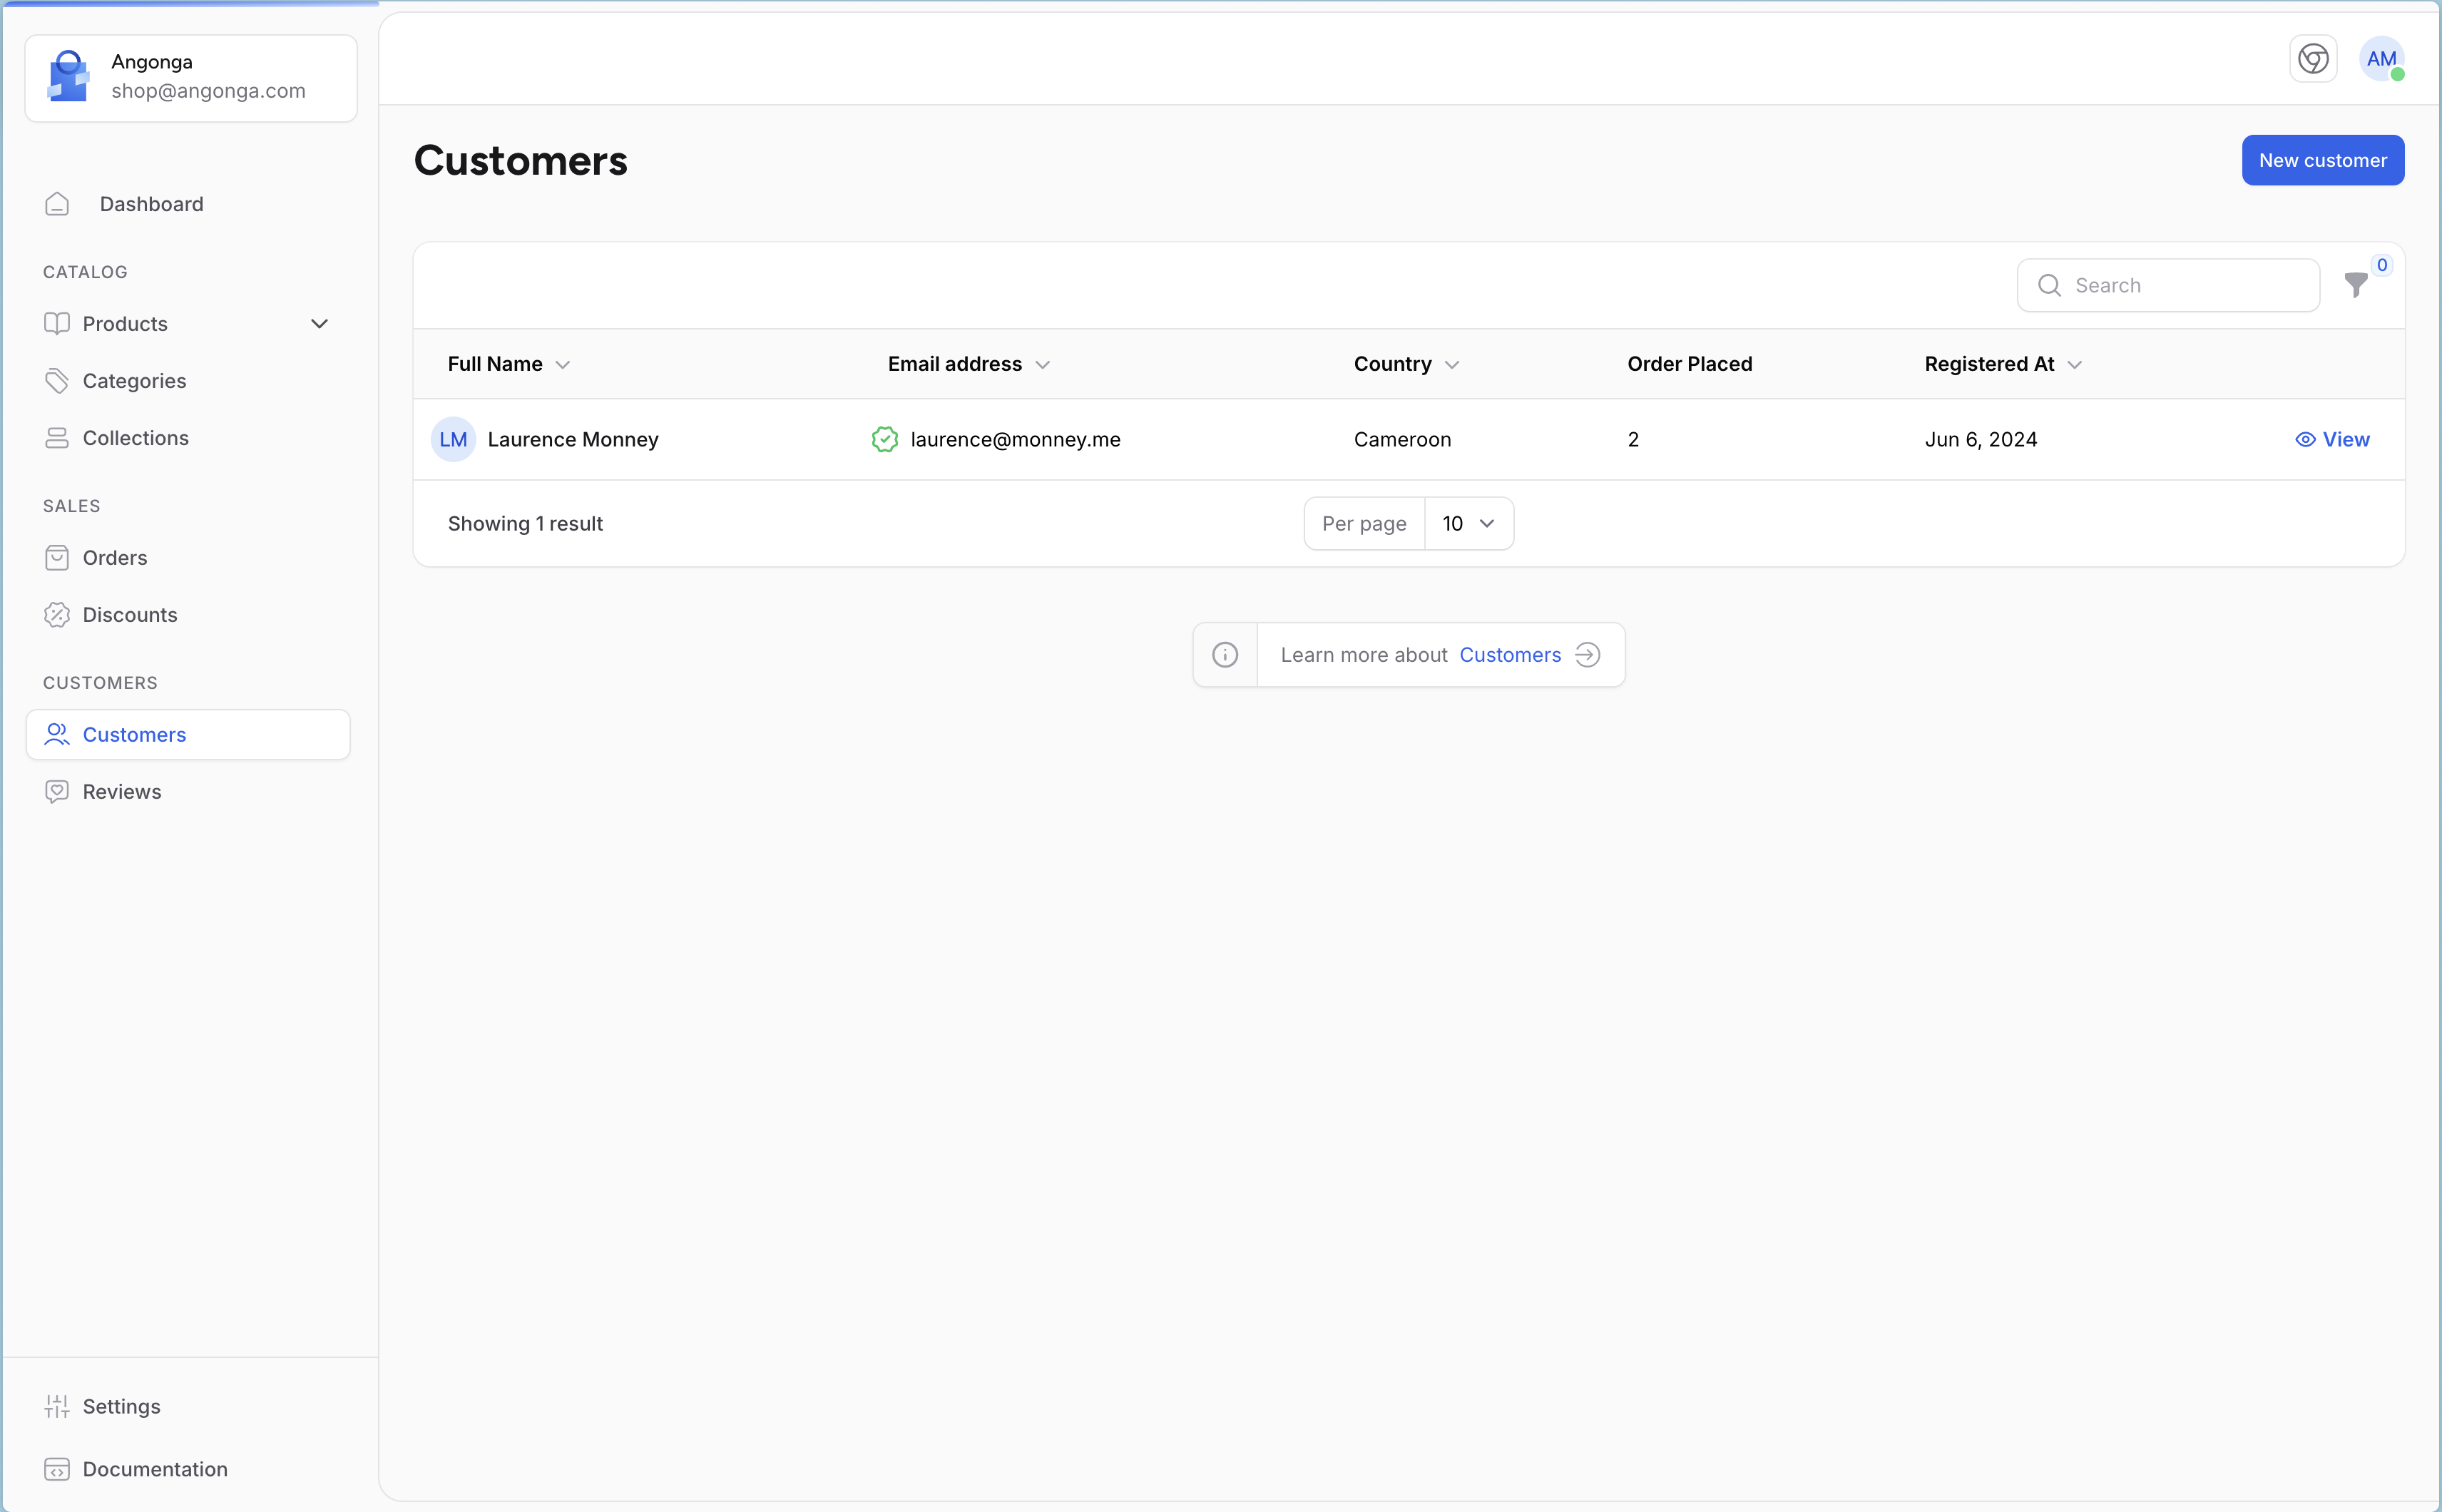 Angonga
shop@angonga.com
AM
Dashboard
CATALOG
Products
Categories
Collections
SALES
Orders
Discounts
CUSTOMERS
Customers
Reviews
Settings
Documentation
Customers
New customer
Search
0
Full Name Email address Country Order Placed Registered At
LM Laurence Monney laurence@monney.me Cameroon 2 Jun 6, 2024 View
Showing 1 result Per page 10
Learn more about Customers